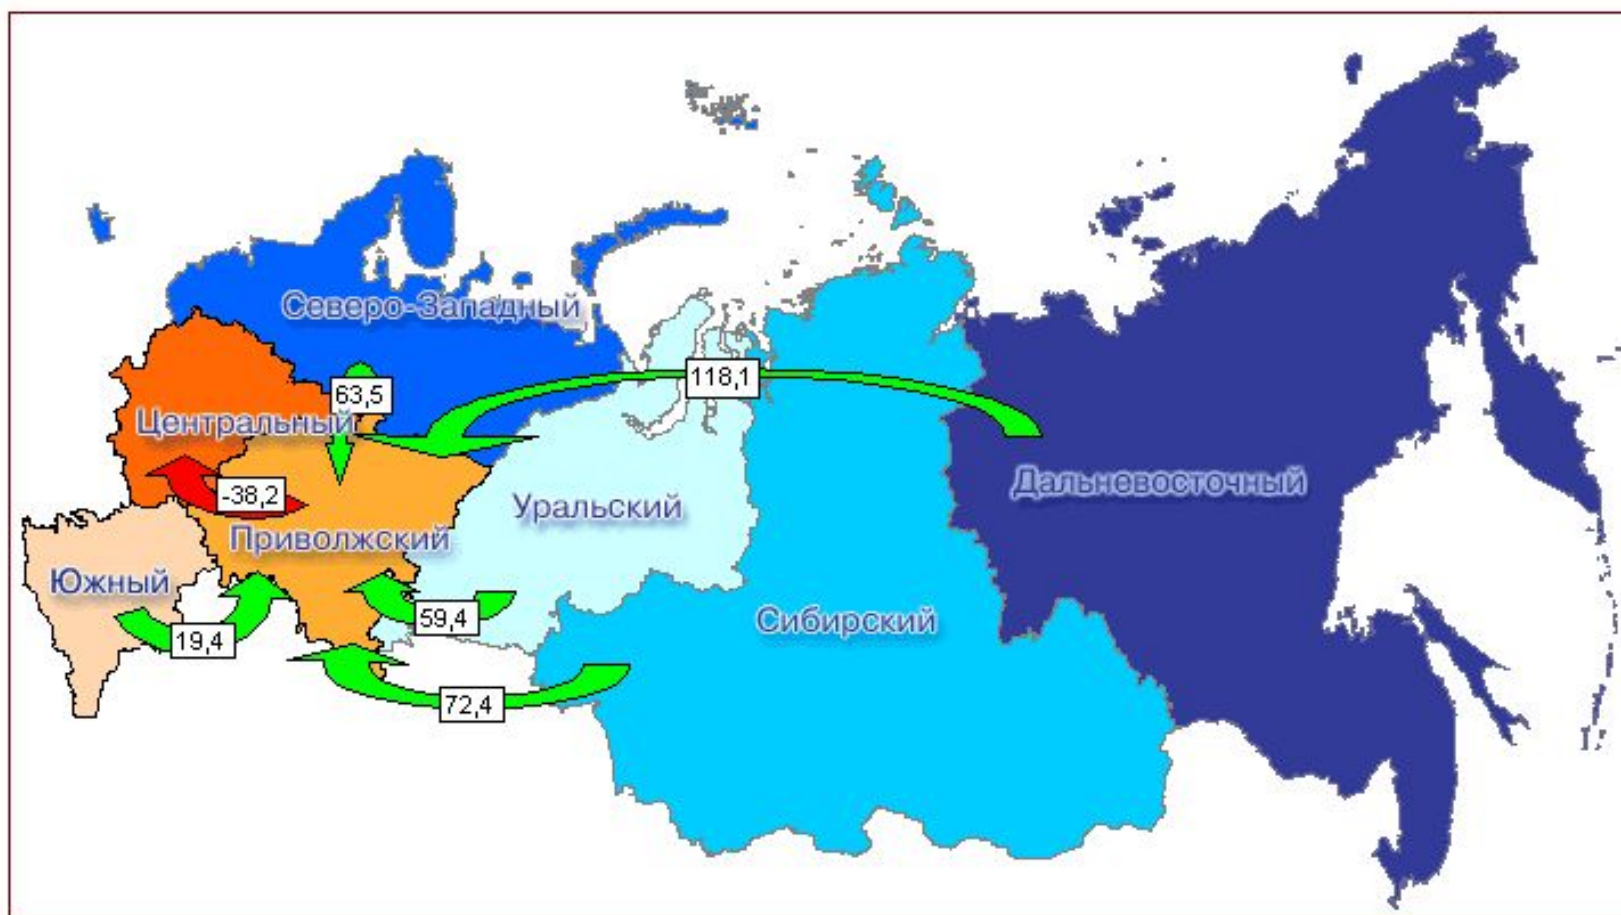 Северо-Западный
118,1
63,5
Центральный
Дальневосточный
-38,2
Уральский
Приволжский
Южный
59,4
Сибирский
19,4
72,4